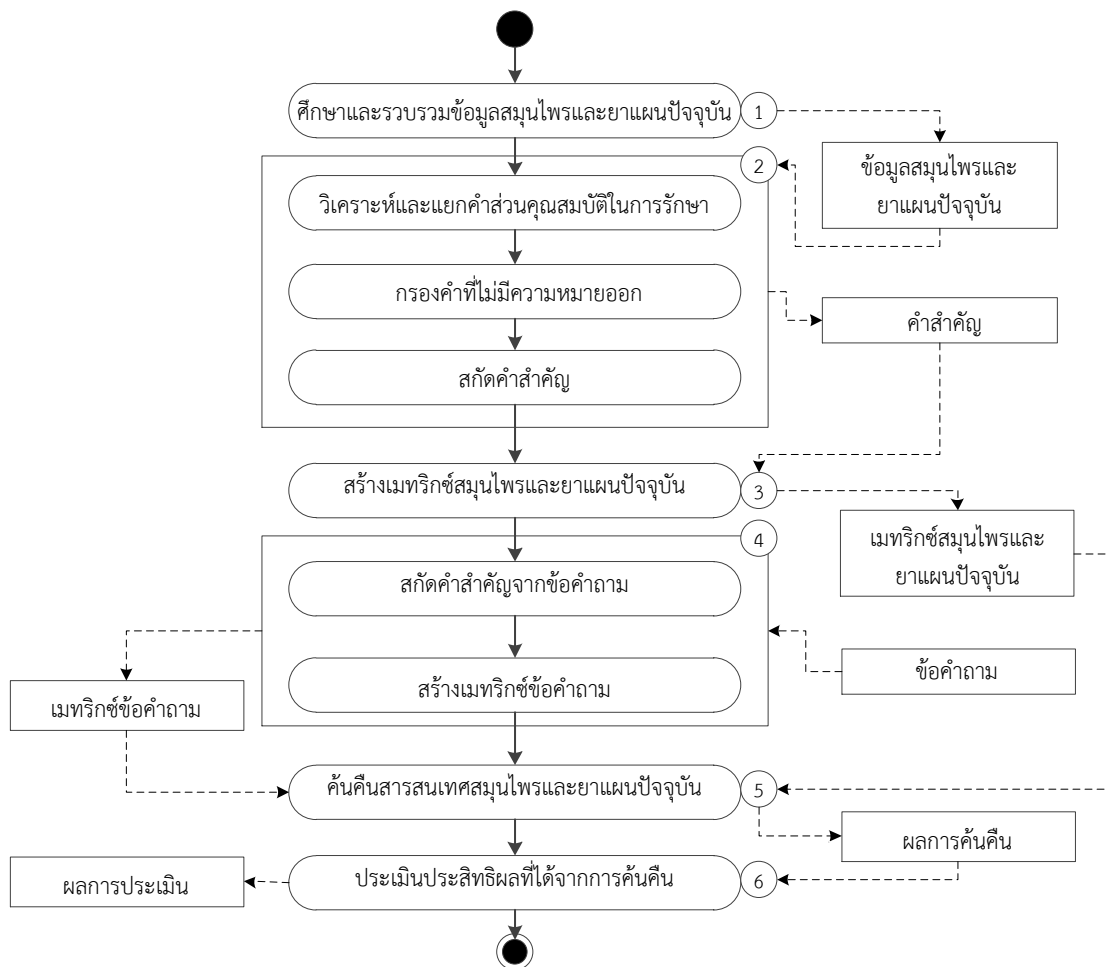 ศึกษาและรวบรวมข้อมูลสมุนไพรและยาแผนปัจจุบัน
1
ข้อมูลสมุนไพรและ
ยาแผนปัจจุบัน
2
วิเคราะห์และแยกคำส่วนคุณสมบัติในการรักษา
กรองคำที่ไม่มีความหมายออก
คำสำคัญ
สกัดคำสำคัญ
สร้างเมทริกซ์สมุนไพรและยาแผนปัจจุบัน
3
เมทริกซ์สมุนไพรและ
ยาแผนปัจจุบัน
4
สกัดคำสำคัญจากข้อคำถาม
ข้อคำถาม
สร้างเมทริกซ์ข้อคำถาม
เมทริกซ์ข้อคำถาม
ค้นคืนสารสนเทศสมุนไพรและยาแผนปัจจุบัน
5
ผลการค้นคืน
ประเมินประสิทธิผลที่ได้จากการค้นคืน
6
ผลการประเมิน